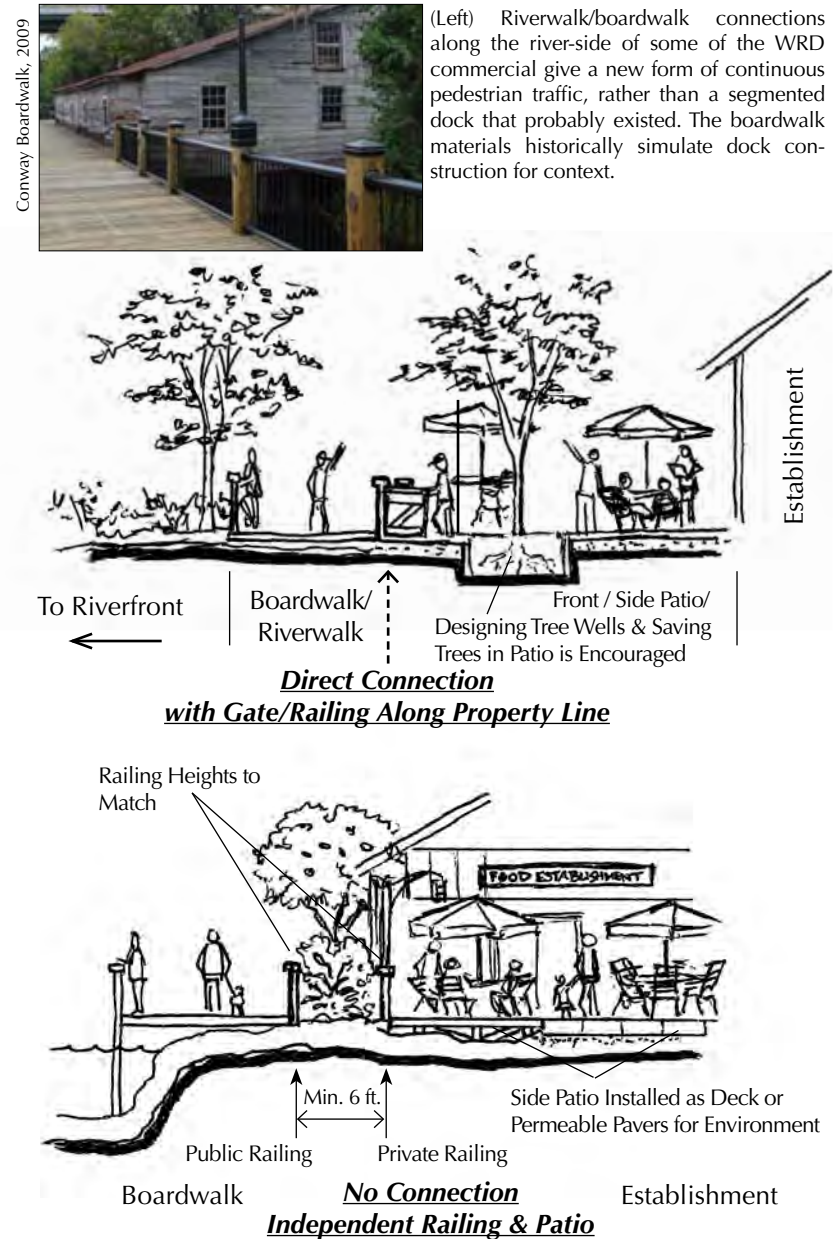 Conway Boardwalk, 2009
(Left) Riverwalk/boardwalk connections
along the river-side of some of the WRD
commercial give a new form of continuous
pedestrian traffic, rather than a segmented
dock that probably existed. The boardwalk
materials historically simulate dock con-
struction for context.
Establishment
To Riverfront
Boardwalk/
Riverwalk
Front / Side Patio/
Designing Tree Wells & Saving
Trees in Patio is Encouraged
Direct Connection
with Gate/Railing Along Property Line
Railing Heights to
Match
FOOD ESTABLISHMENT
Min. 6 ft.
Side Patio Installed as Deck or
Permeable Pavers for Environment
Public Railing
Private Railing
Boardwalk
No Connection
Establishment
Independent Railing & Patio